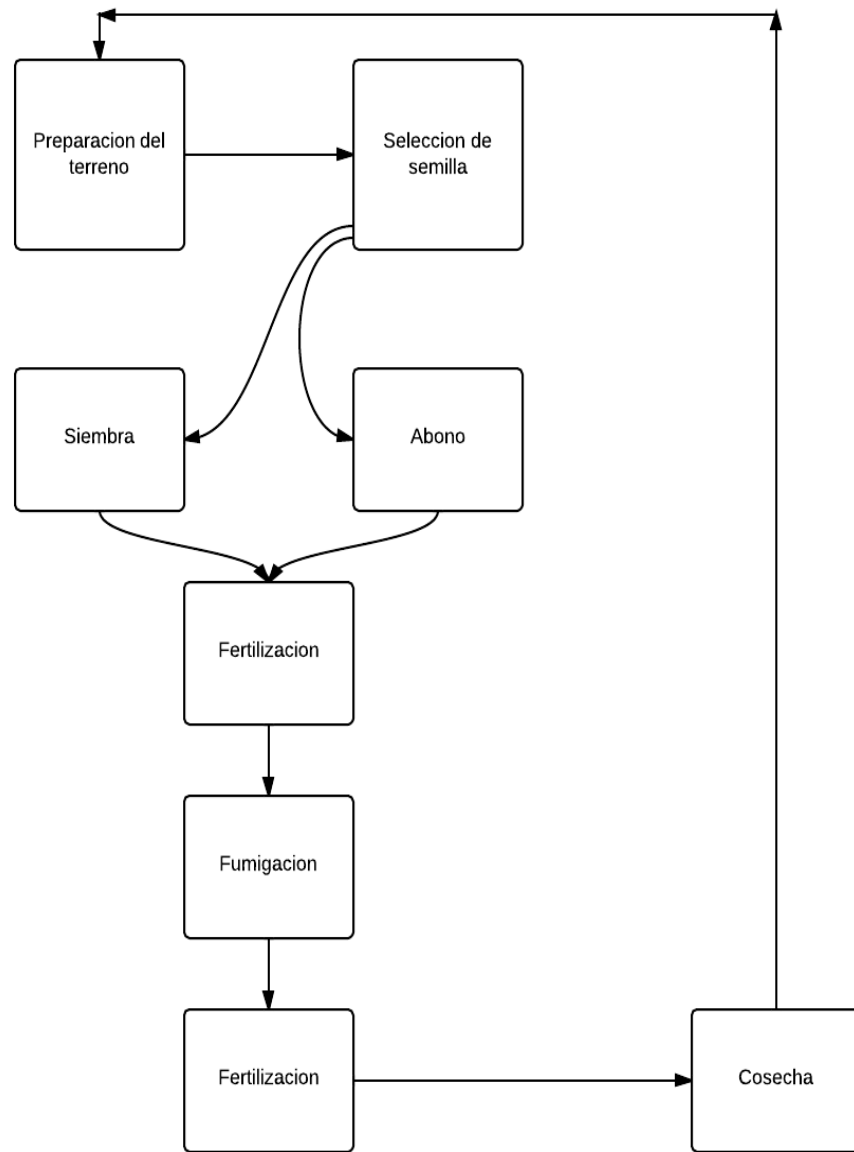 Preparacion del
terreno
Seleccion de
semilla
Siembra
Abono
Fertilizacion
Fumigacion
Fertilizacion
Cosecha